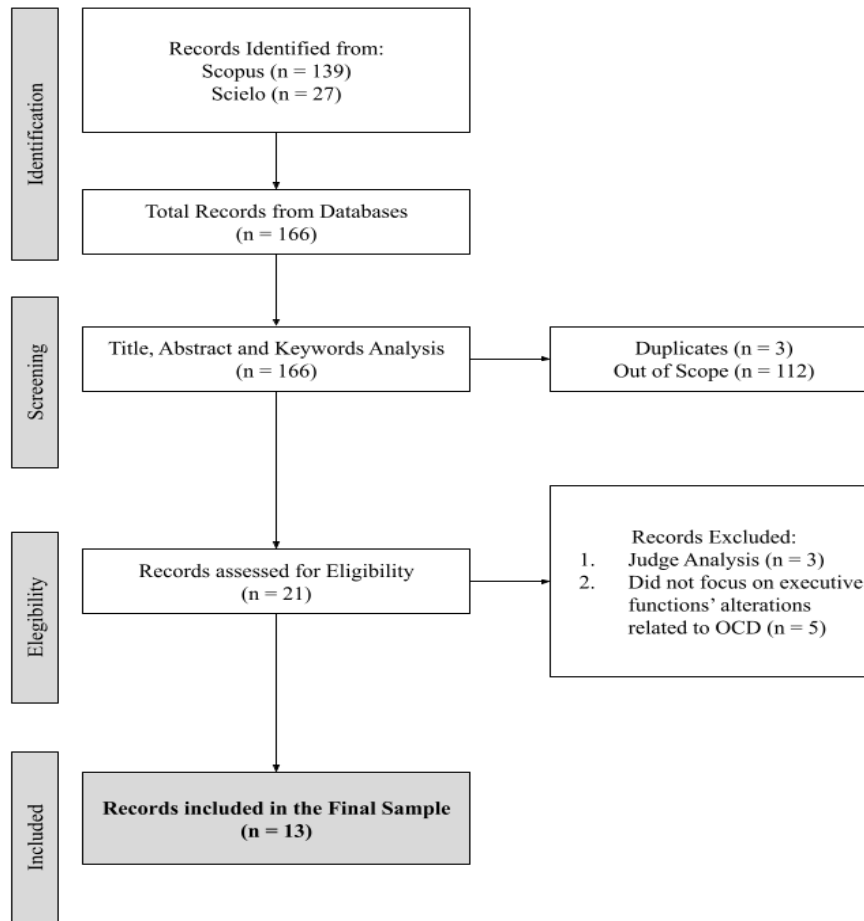 Identification
Records Identified from:
Scopus (n = 139)
Scielo (n = 27)
Total Records from Databases
(n = 166)
Screening
Title, Abstract and Keywords Analysis
(n = 166)
Duplicates (n = 3)
Out of Scope (n = 112)
Elegibility
Records assessed for Eligibility
(n = 21)
Records Excluded:
1. Judge Analysis (n = 3)
2. Did not focus on executive
functions' alterations
related to OCD (n = 5)
Included
Records included in the Final Sample
(n = 13)